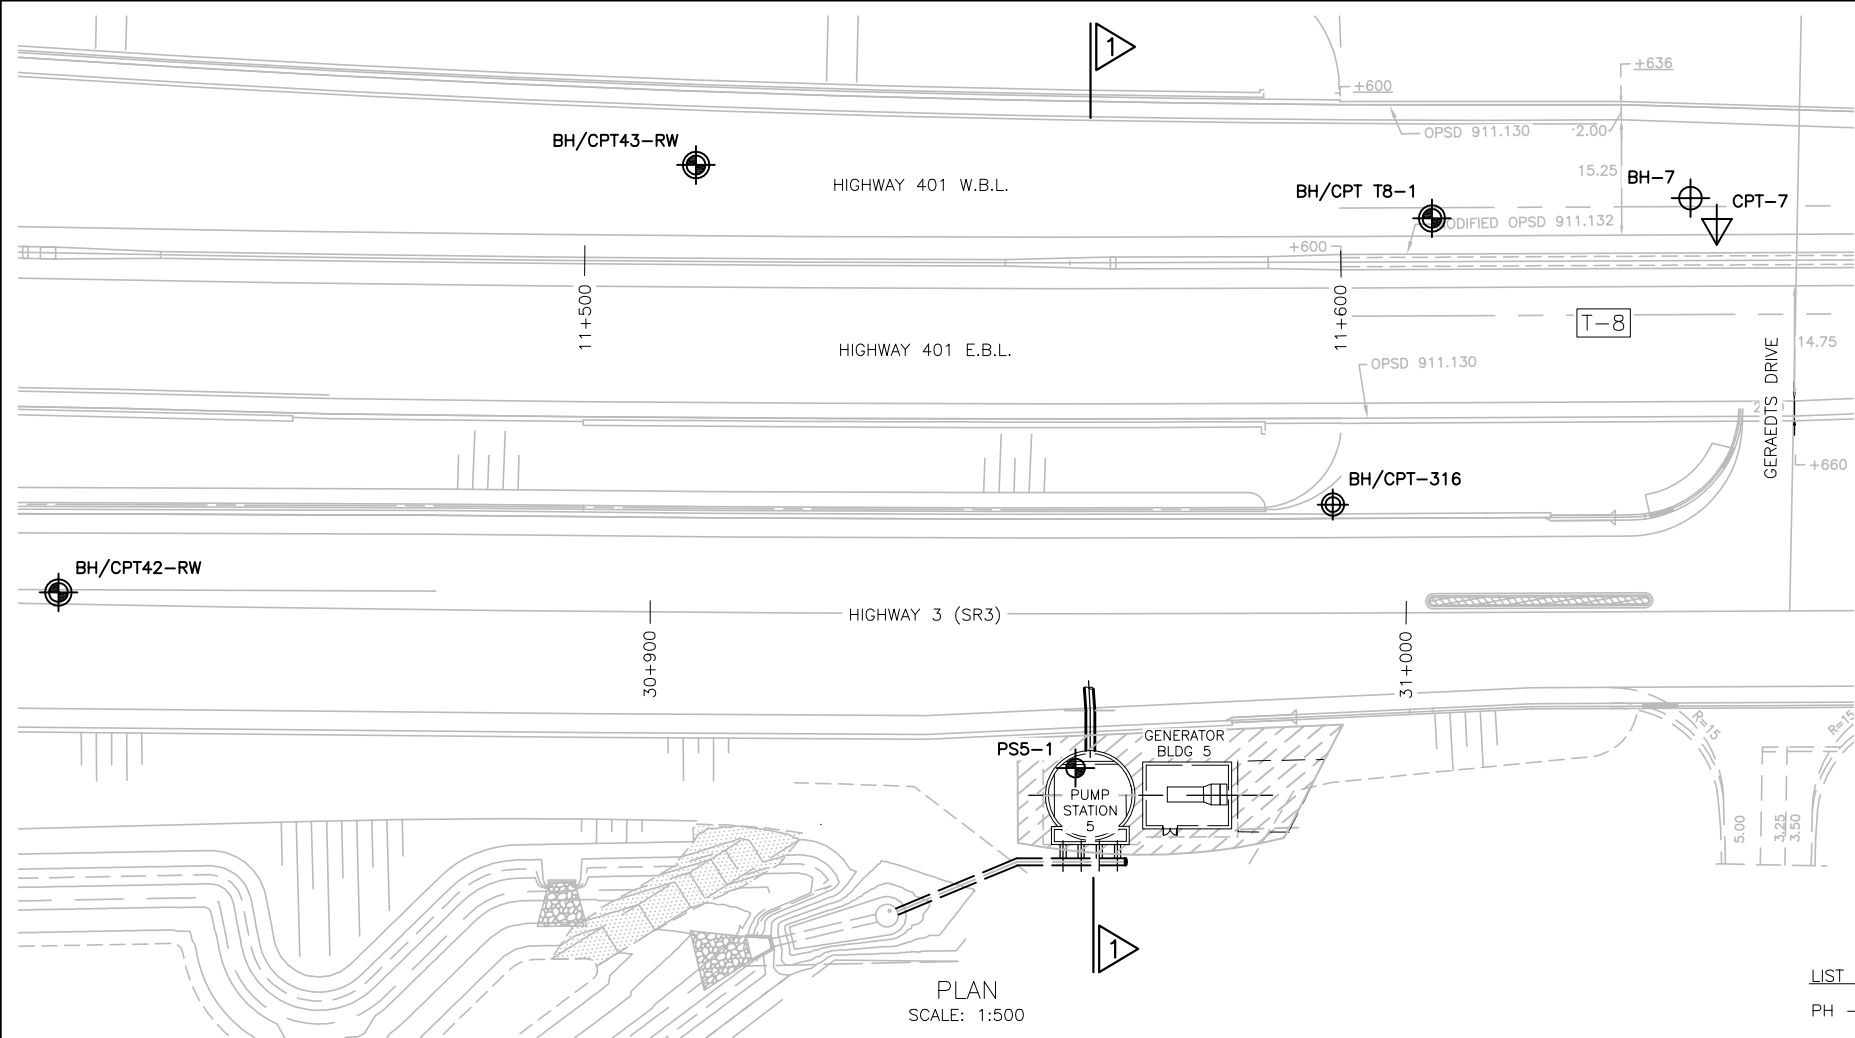 1
+636
+600
OPSD 911.130
2.00
BH/CPT43-RW
15.25
BH-7
HIGHWAY 401 W.B.L.
BH/CPT T8-1
CPT-7
ODIFIED OPSD 911.132
+600
11+500
11+600
T-8
14.75
HIGHWAY 401 E.B.L.
OPSD 911.130
GERAEDTS DRIVE
+660
BH/CPT-316
BH/CPT42-RW
HIGHWAY 3 (SR3)
30+900
31+000
R=15
R=15
GENERATOR
BLDG 5
PS5-1
PUMP
STATION
5
5.00
3.25
3.50
1
PLAN
SCALE: 1:500
LIST
PH -